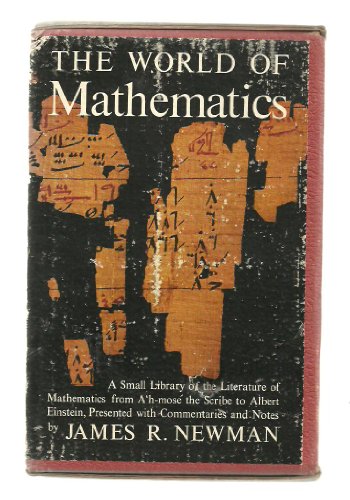 THE WORLD OF
Mathematics
A Small Library of the Literature of
Mathematics from A'h-mosé the Scribe to Albert
Einstein, Presented with Commentaries and Notes
by JAMES R. NEWMAN